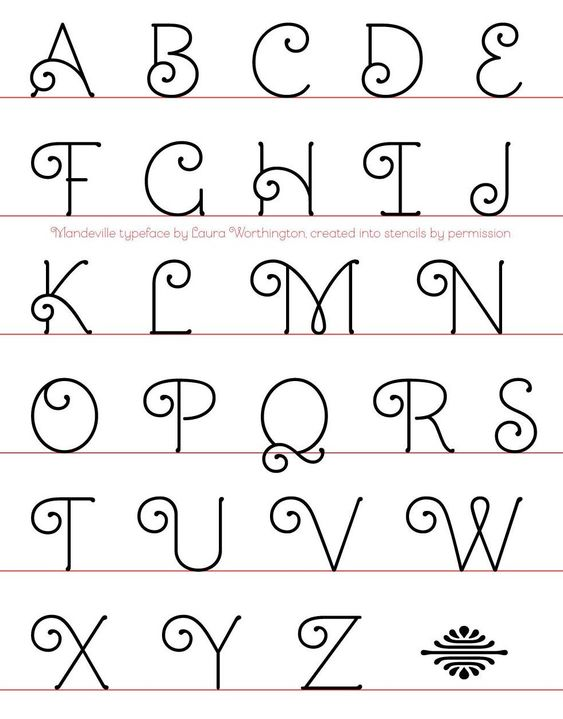 A B C D E
F G H I J
Mandeville typeface by Laura Worthington, created into stencils by permission
K L M N
O P Q R S
T U V W
X Y Z